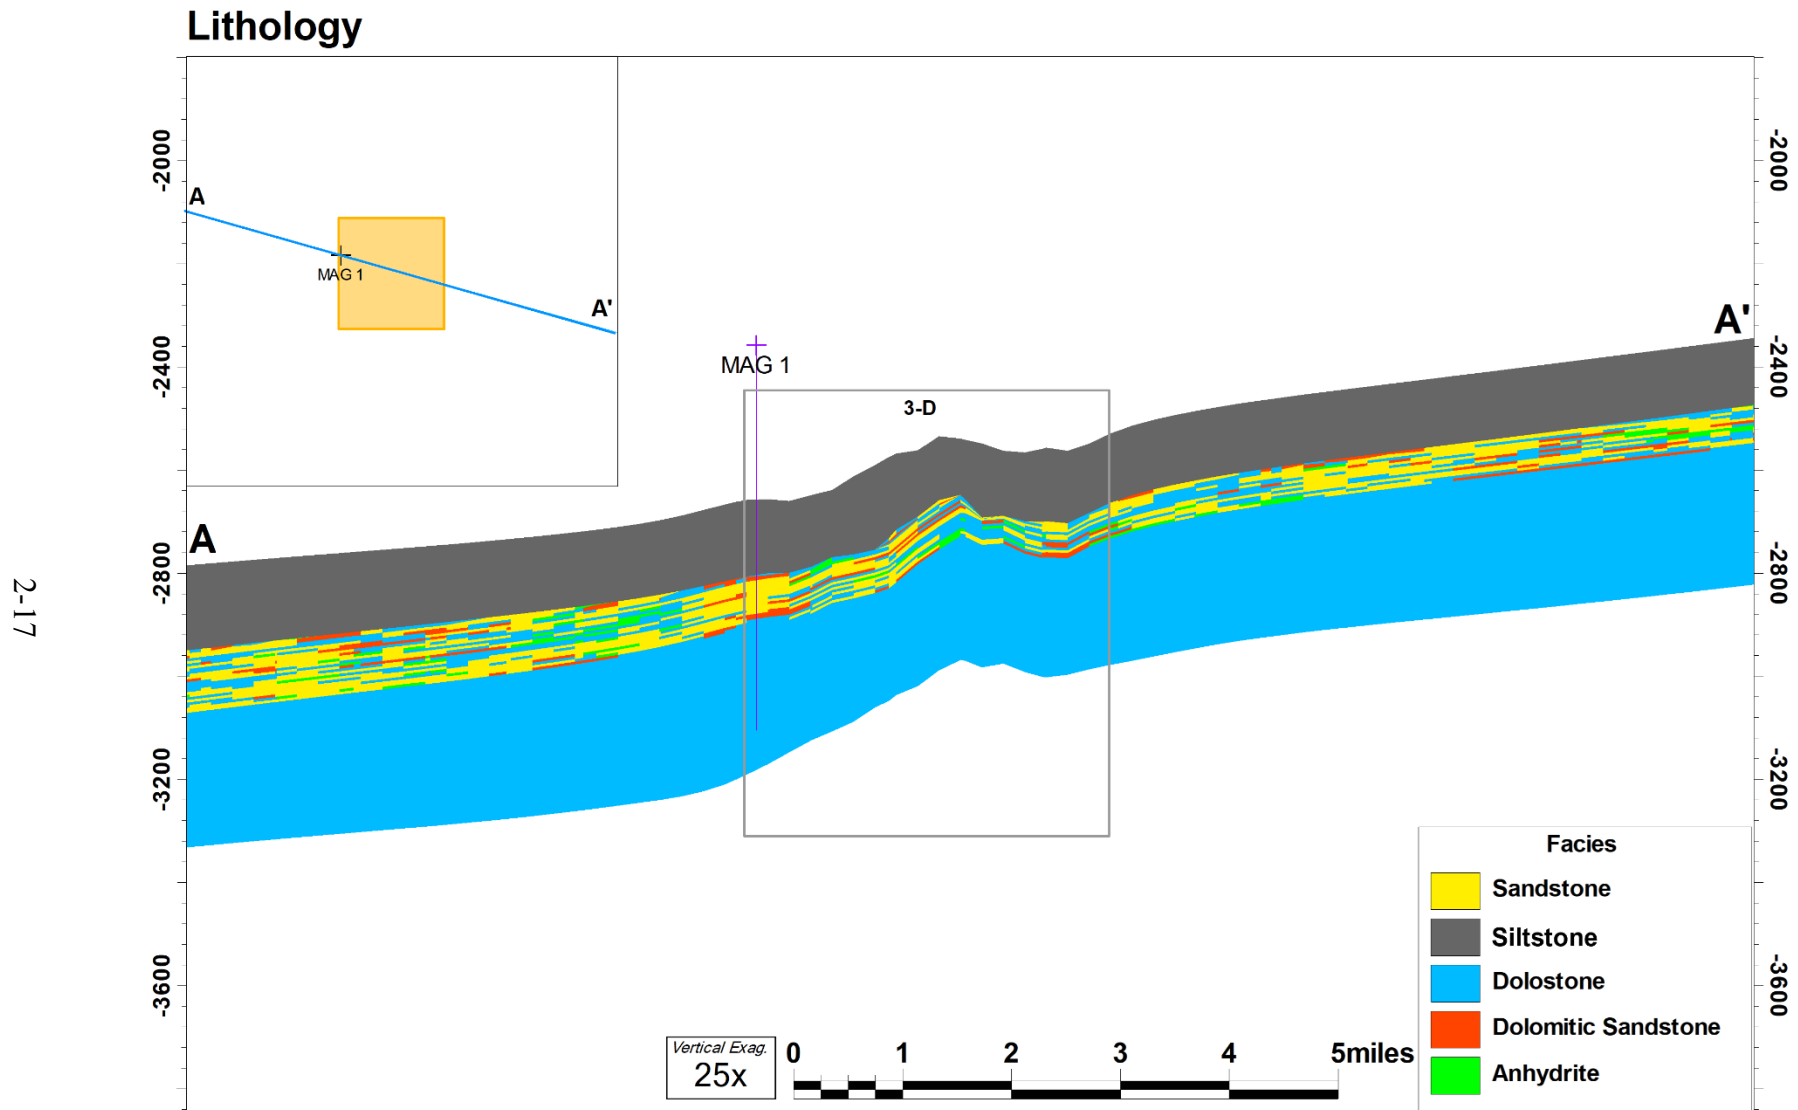 Lithology
A
MAG 1
A'
-2000
-2400
-2800
-3200
-3600
-2000
-2400
-2800
-3200
-3600
A'
MAG 1
3-D
A
2-17
Facies
Sandstone
Siltstone
Dolostone
Dolomitic Sandstone
Anhydrite
Vertical Exag.
25x
0 1 2 3 4 5miles